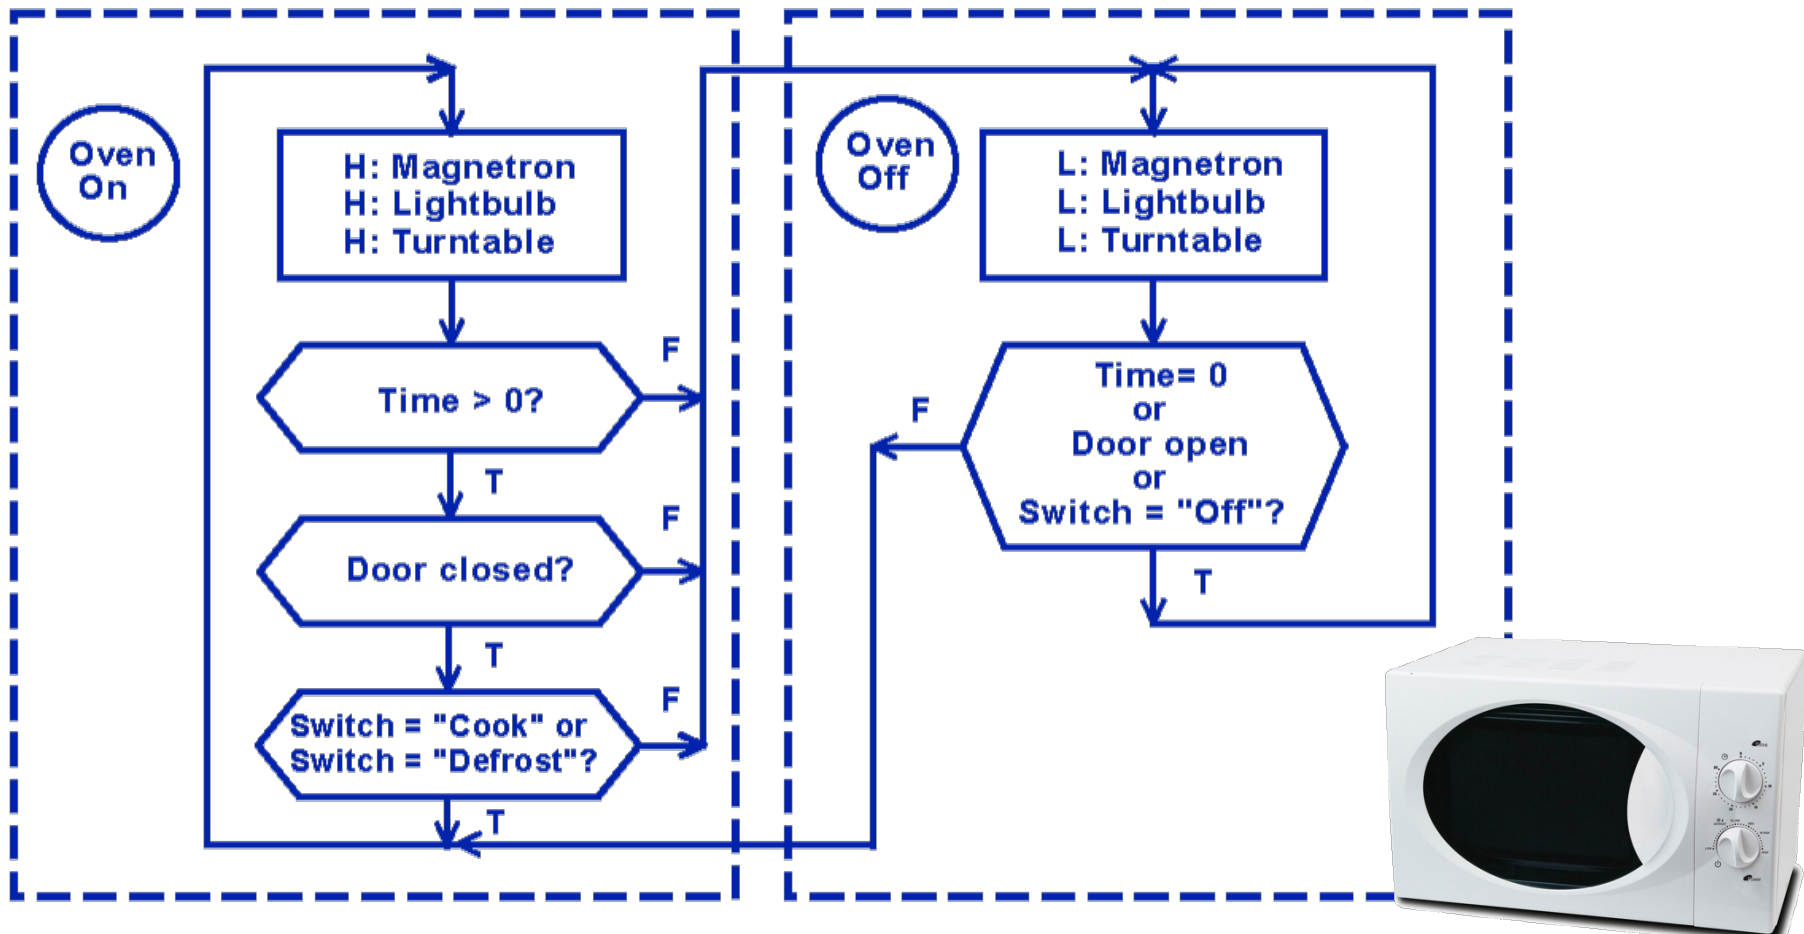 Oven
On
H: Magnetron
H: Lightbulb
H: Turntable
Time > 0?
F
T
Door closed?
F
T
Switch = "Cook" or
Switch = "Defrost"?
F
T
Oven
Off
L: Magnetron
L: Lightbulb
L: Turntable
Time= 0
or
Door open
or
Switch = "Off"?
F
T